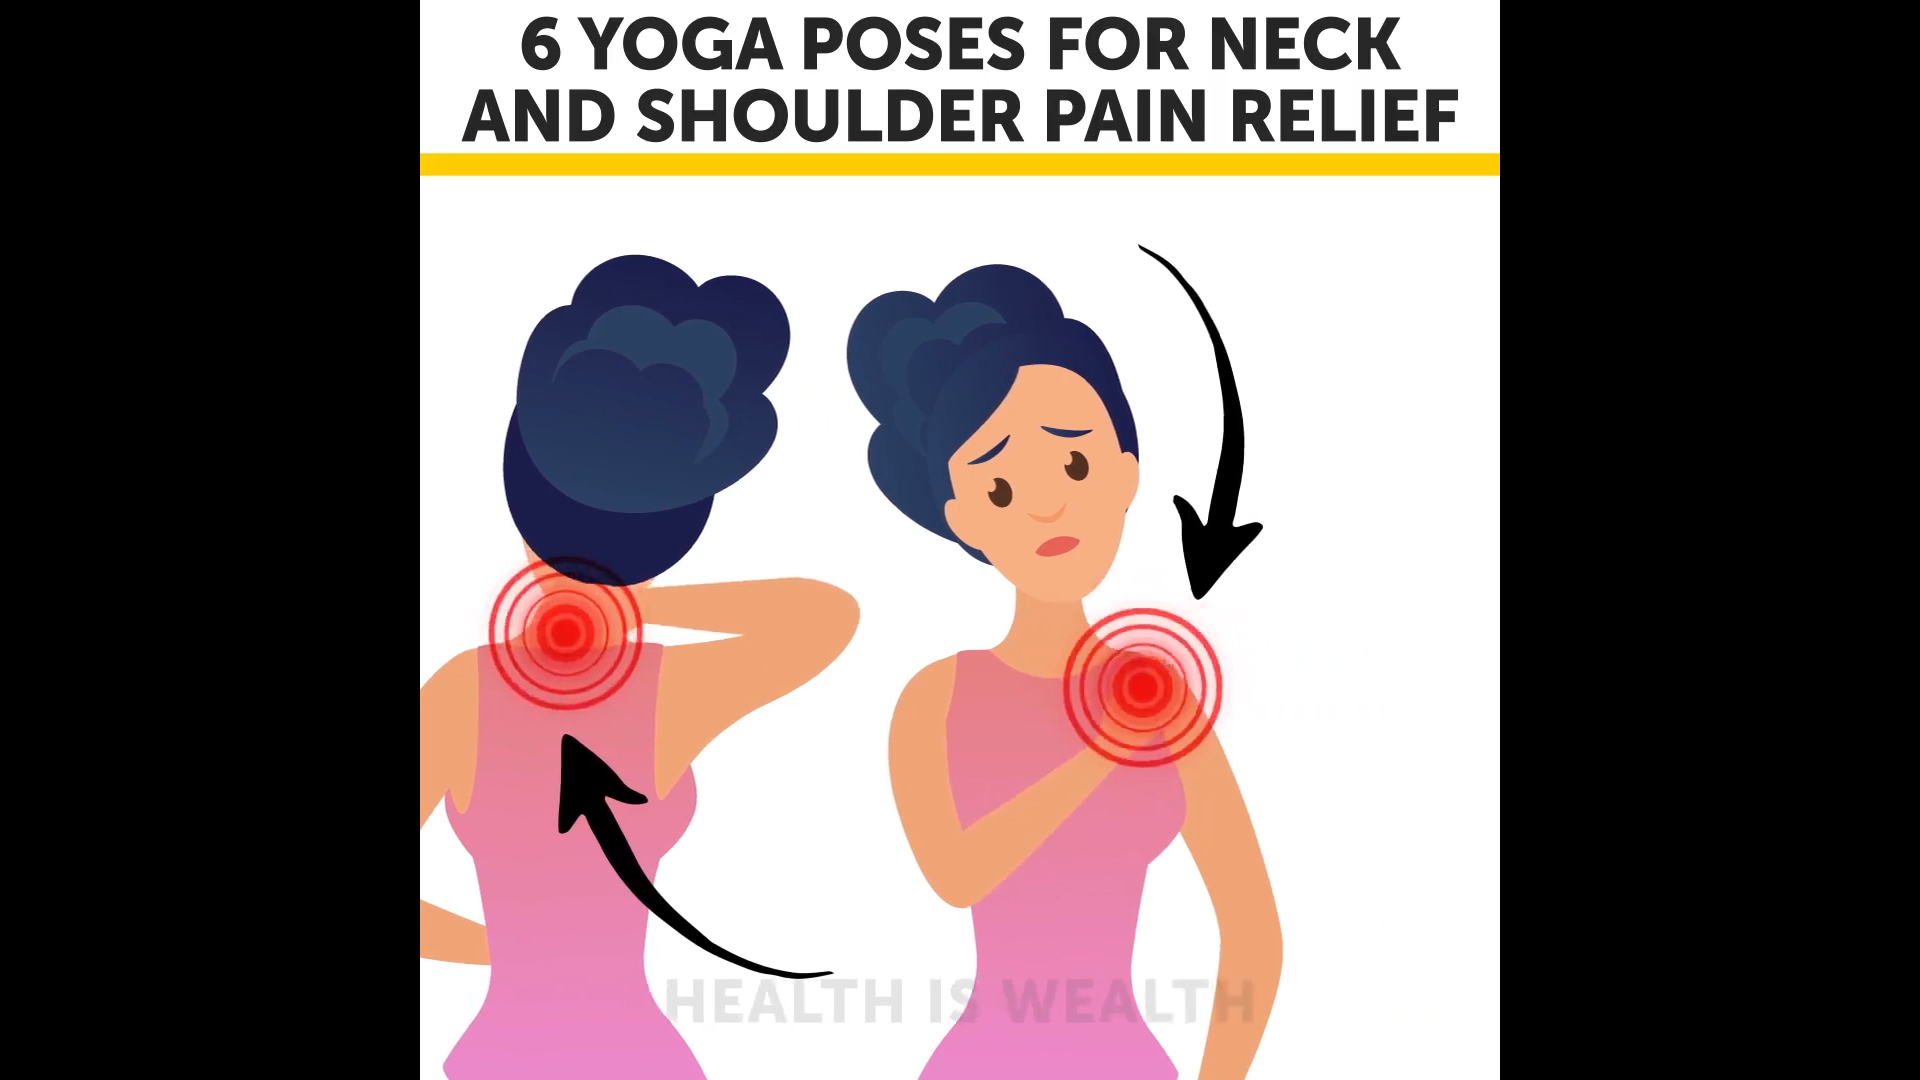 6 YOGA POSES FOR NECK
AND SHOULDER PAIN RELIEF
HEALTH IS WEALTH